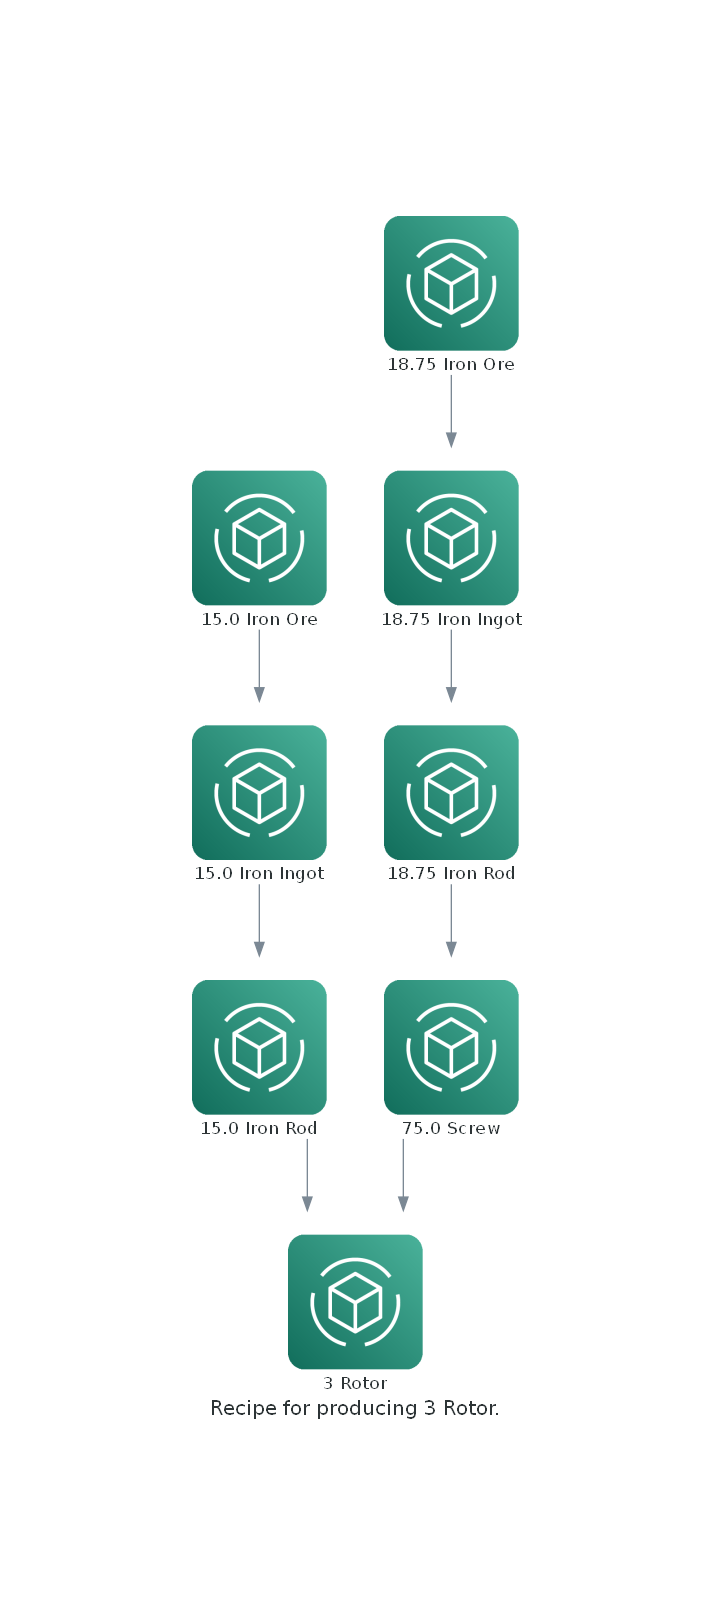 18.75 Iron Ore
15.0 Iron Ore
18.75 Iron Ingot
15.0 Iron Ingot
18.75 Iron Rod
15.0 Iron Rod
75.0 Screw
3 Rotor
Recipe for producing 3 Rotor.